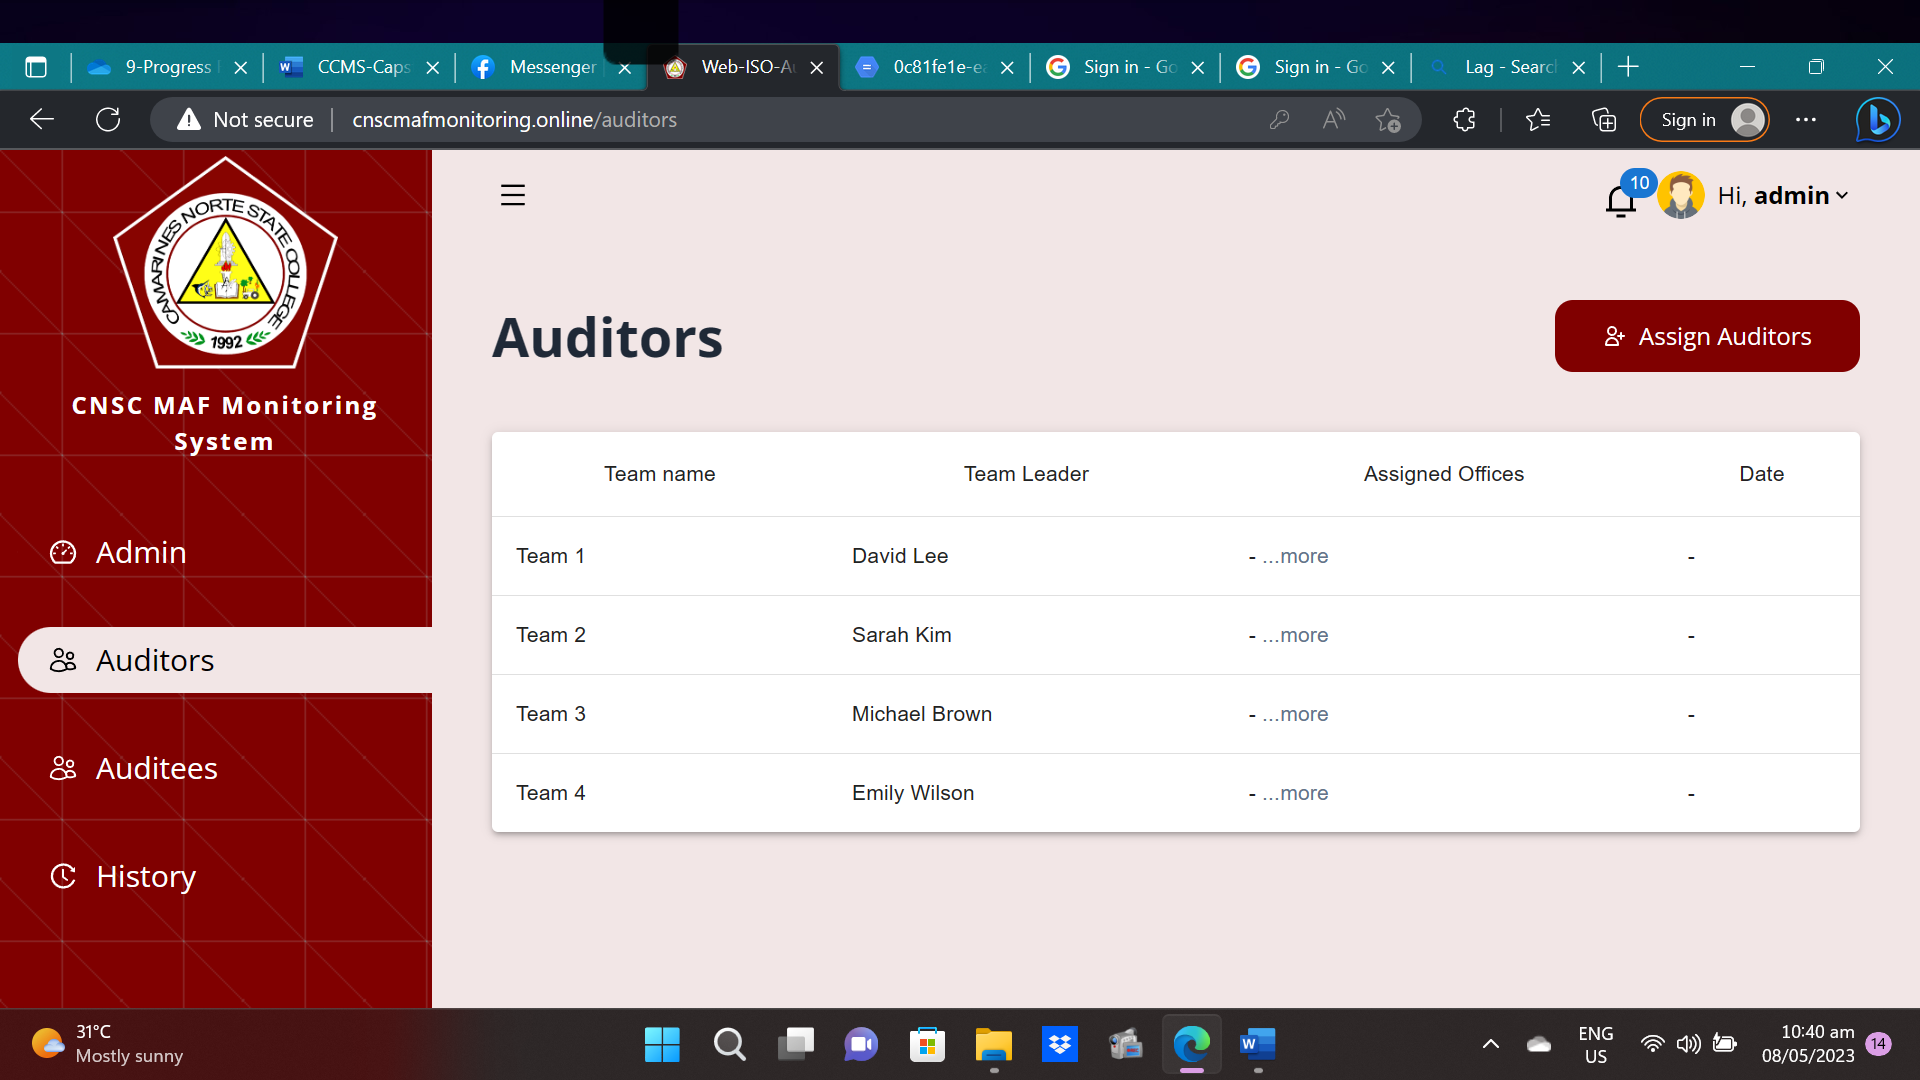 9-Progress
CCMS-Caps
Messenger
Web-ISO-Au
0c81fe1e-ea
Sign in - Go
Sign in - Go
Lag - Search
Not secure
cnscmafmonitoring.online/auditors
Sign in
CAMARINES NORTE STATE COLLEGE
1992
CNSC MAF Monitoring
System
Admin
Auditors
Auditees
History
10
Hi, admin
Auditors
Assign Auditors
Team name Team Leader Assigned Offices Date
Team 1 David Lee - ...more -
Team 2 Sarah Kim - ...more -
Team 3 Michael Brown - ...more -
Team 4 Emily Wilson - ...more -
31°C
Mostly sunny
ENG
US
10:40 am
08/05/2023
14